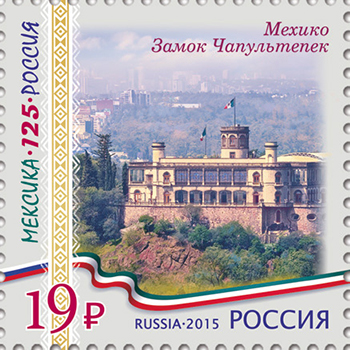 Мехико
Замок Чапультепек
МЕКСИКА·125·РОССИЯ
19₽
RUSSIA·2015 РОССИЯ